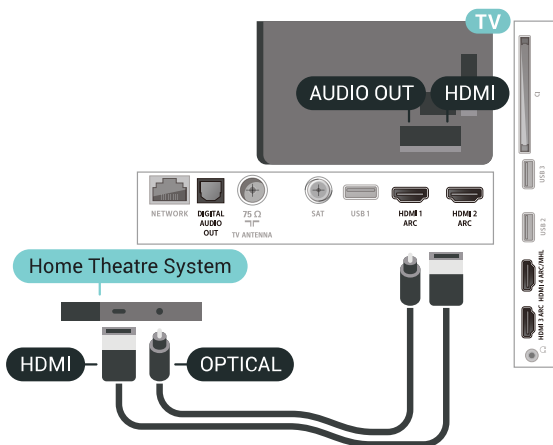 TV
AUDIO OUT
HDMI
CI
USB 3
USB 2
HDMI 4 ARC/MHL
HDMI 3 ARC
NETWORK
DIGITAL
AUDIO
OUT
75 Ω
TV ANTENNA
SAT
USB 1
HDMI 1
ARC
HDMI 2
ARC
Home Theatre System
HDMI
OPTICAL